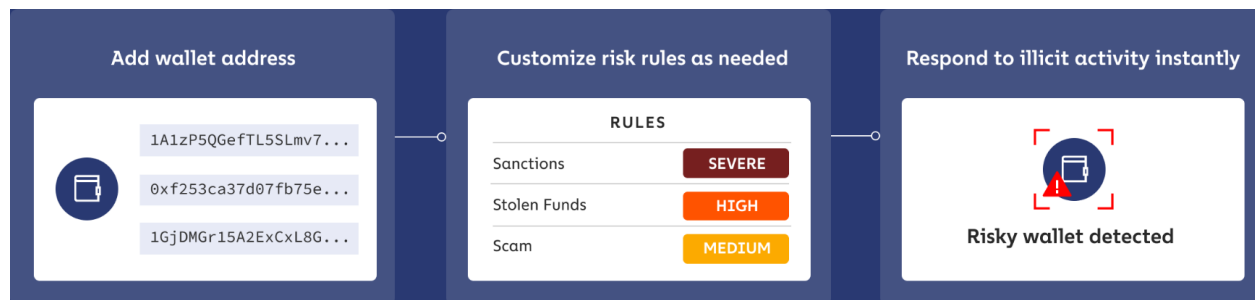 Add wallet address
1A1zP5QGefTL5SLmv7...
0xf253ca37d07fb75e...
1GjDMGr15A2ExCxL8G...
Customize risk rules as needed
RULES
Sanctions SEVERE
Stolen Funds HIGH
Scam MEDIUM
Respond to illicit activity instantly
Risky wallet detected